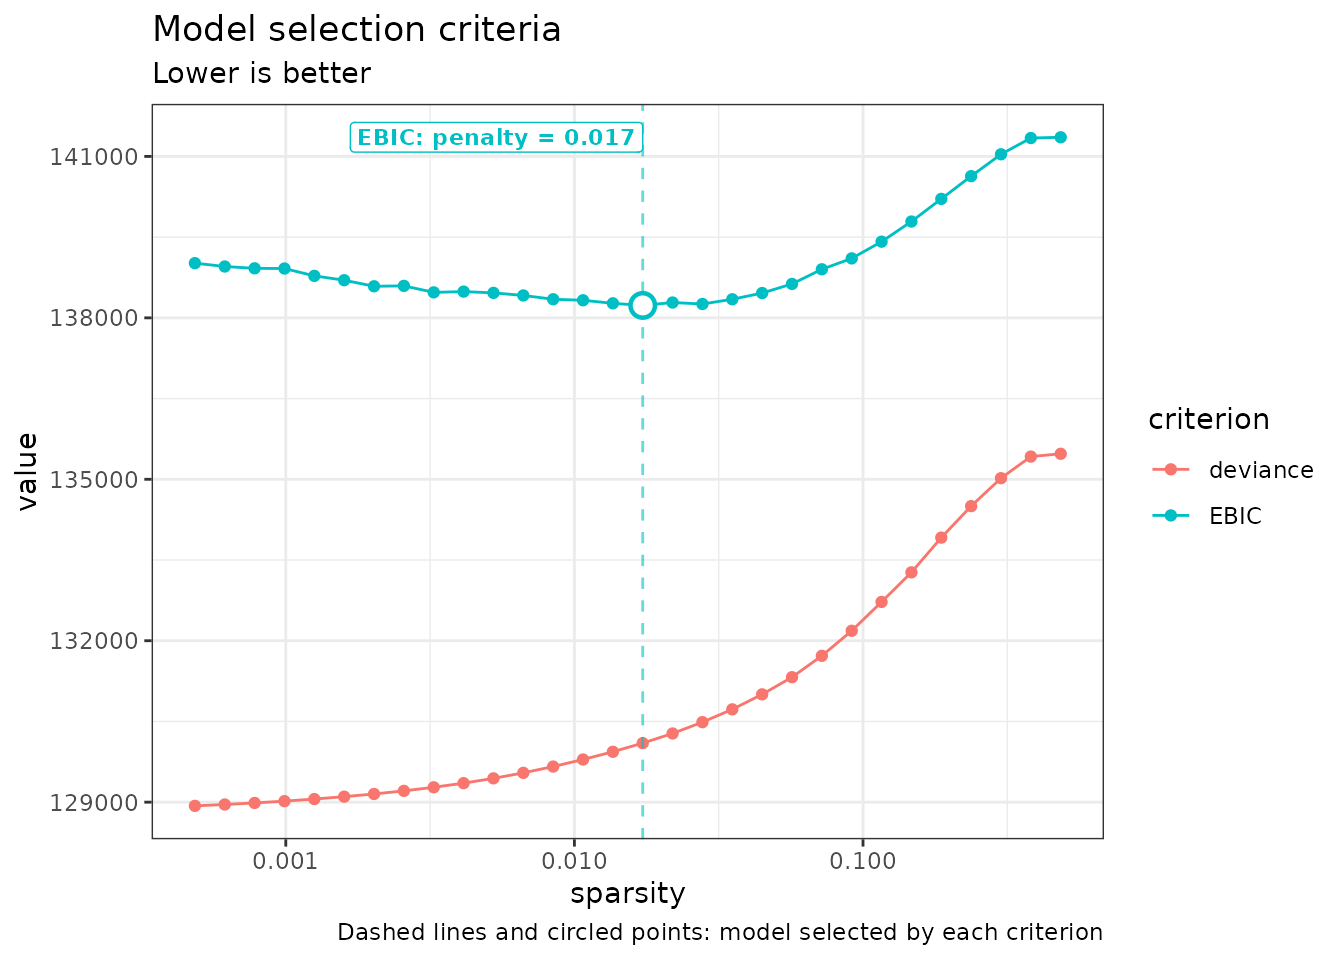 Model selection criteria
Lower is better
EBIC: penalty = 0.017
141000
138000
135000
132000
129000
value
0.001
0.010
0.100
sparsity
criterion
deviance
EBIC
Dashed lines and circled points: model selected by each criterion